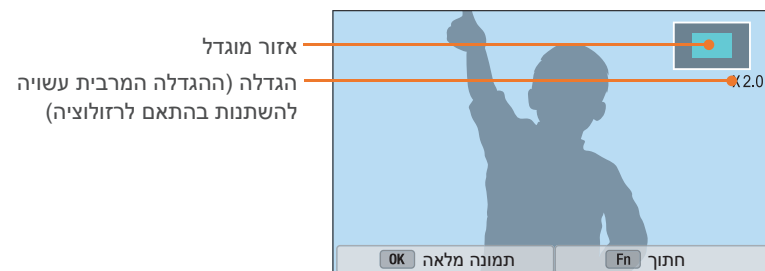 אזור מוגדל
הגדלה (ההגדלה המרבית עשויה
להשתנות בהתאם לרזולוציה)
X2.0
חתוך Fn
תמונה מלאה OK